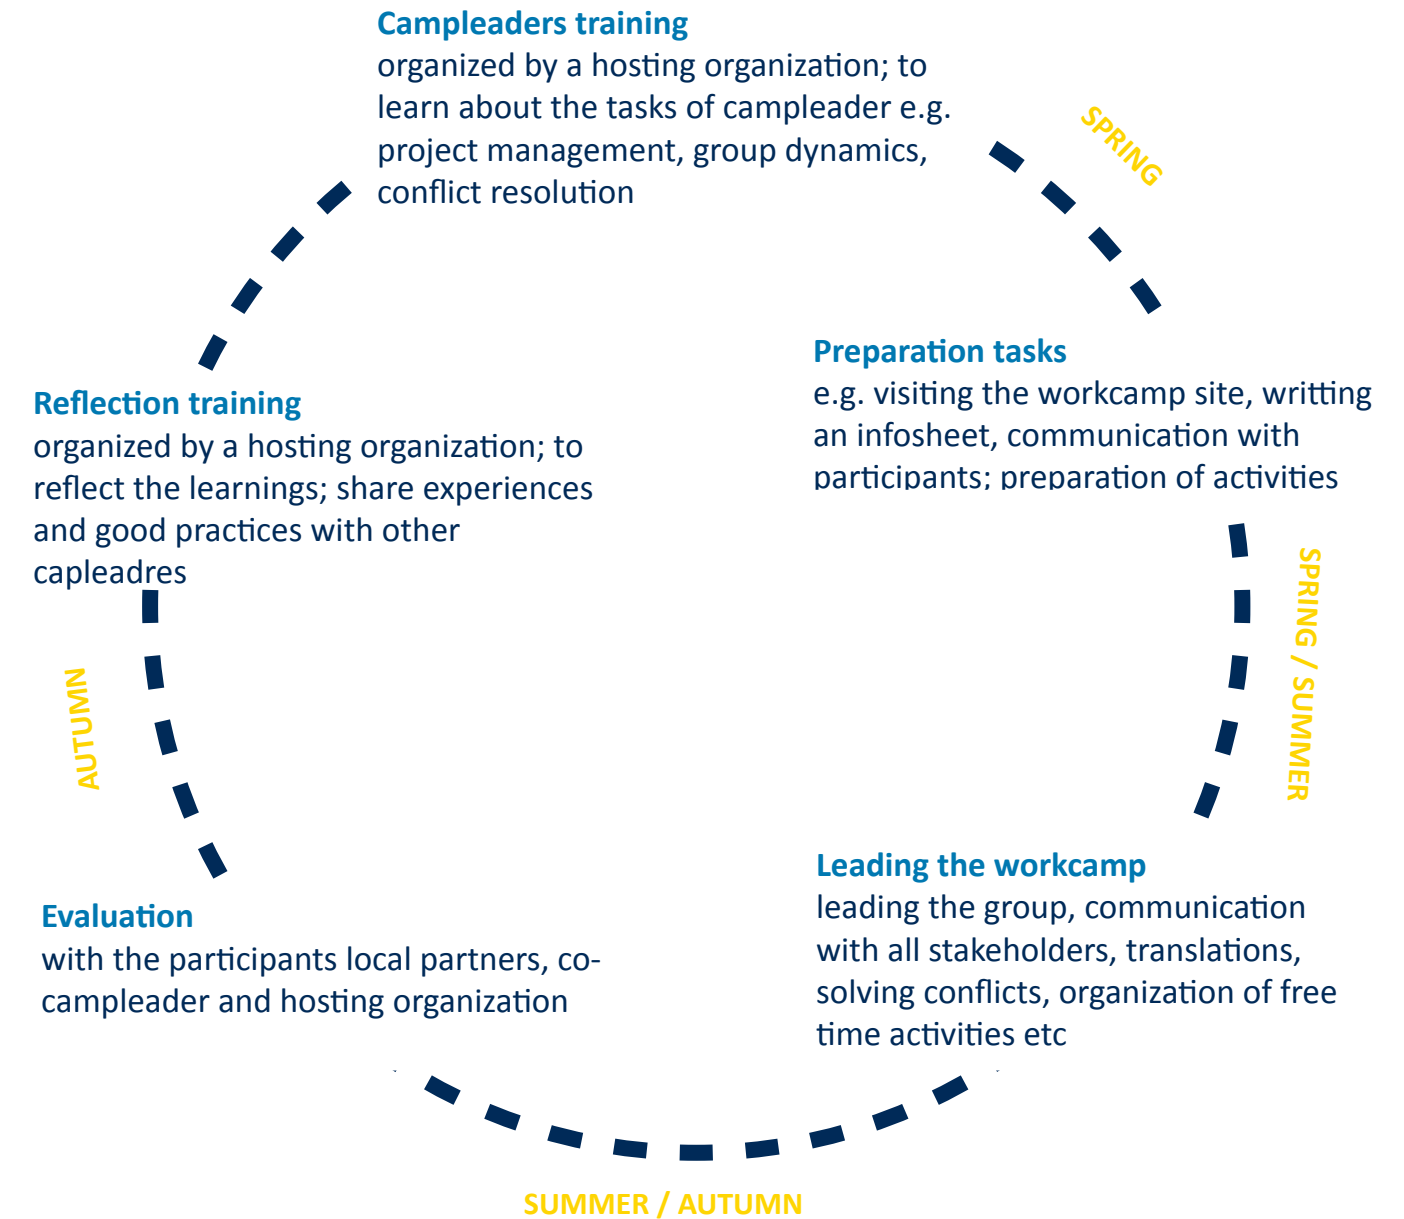 Campleaders training
organized by a hosting organization; to
learn about the tasks of campleader e.g.
project management, group dynamics,
conflict resolution
SPRING
Preparation tasks
e.g. visiting the workcamp site, writting
an infosheet, communication with
participants; preparation of activities
SPRING / SUMMER
Leading the workcamp
leading the group, communication
with all stakeholders, translations,
solving conflicts, organization of free
time activities etc
SUMMER / AUTUMN
Evaluation
with the participants local partners, co-
campleader and hosting organization
AUTUMN
Reflection training
organized by a hosting organization; to
reflect the learnings; share experiences
and good practices with other
capleadres